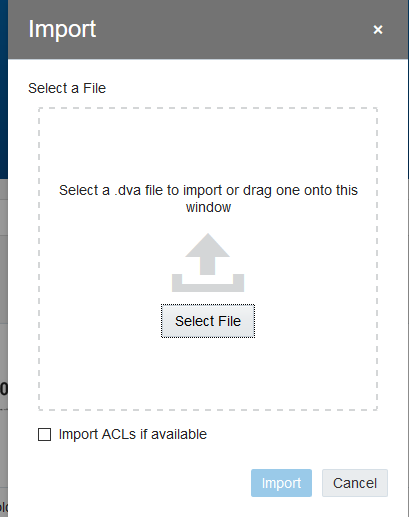 Import
×
Select a File
Select a .dva file to import or drag one onto this
window
Select File
Import ACLs if available
Import Cancel